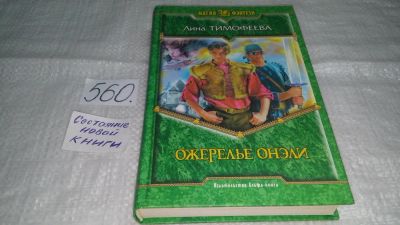 560.
Состояние
новой
книги
МАГИЯ ФЭНТЕЗИ
Лина ТИМОФЕЕВА
ОЖЕРЕЛЬЕ ОНЭЛИ
Издательство Альфа-книга